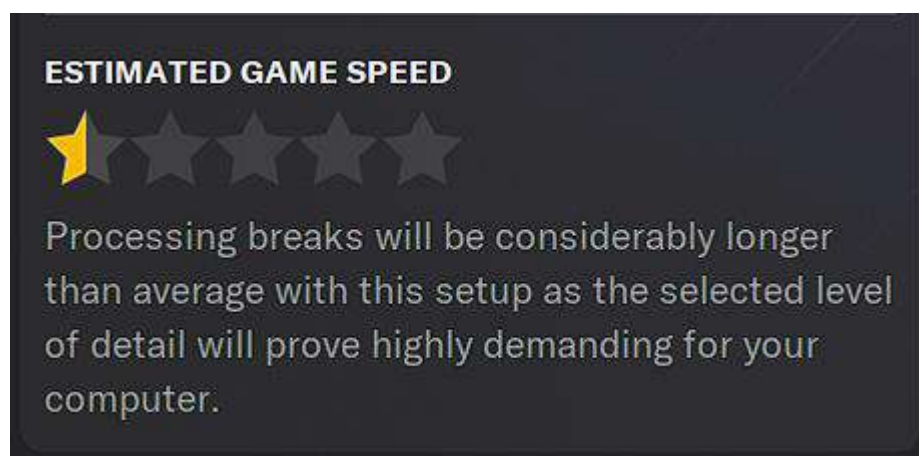 ESTIMATED GAME SPEED
Processing breaks will be considerably longer
than average with this setup as the selected level
of detail will prove highly demanding for your
computer.